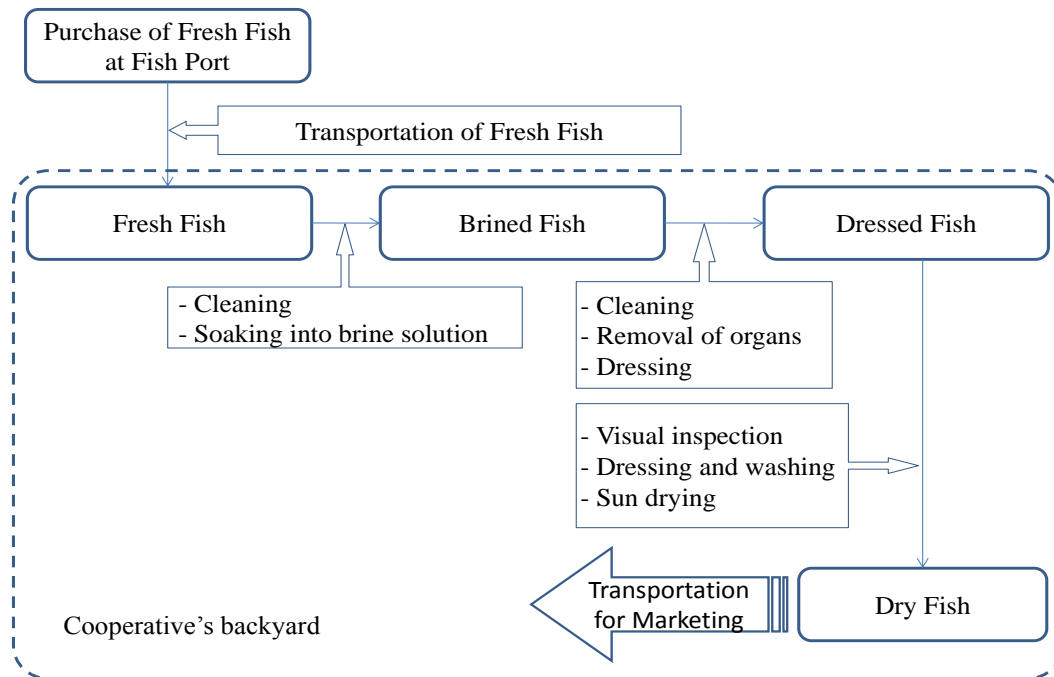 Purchase of Fresh Fish
at Fish Port
Transportation of Fresh Fish
Fresh Fish
Brined Fish
Dressed Fish
- Cleaning
- Soaking into brine solution
- Cleaning
- Removal of organs
- Dressing
- Visual inspection
- Dressing and washing
- Sun drying
Transportation
for Marketing
Dry Fish
Cooperative’s backyard